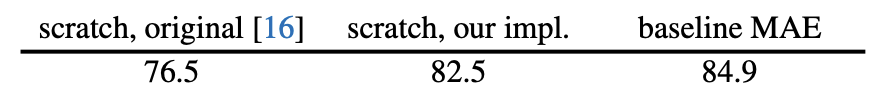 scratch, original [16] scratch, our impl. baseline MAE
76.5 82.5 84.9